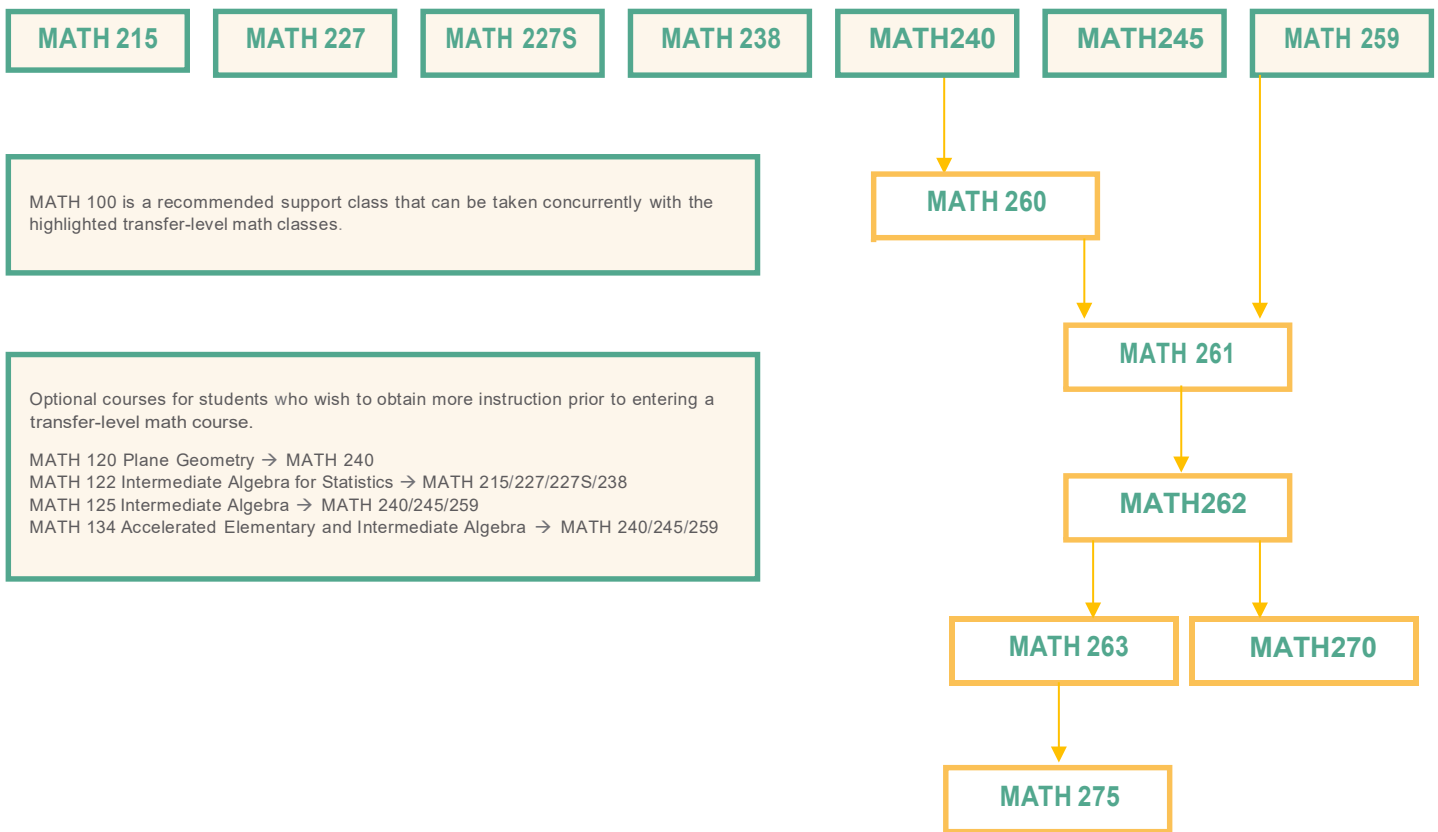 MATH 215
MATH 227
MATH 227S
MATH 238
MATH240
MATH245
MATH 259
MATH 100 is a recommended support class that can be taken concurrently with the
highlighted transfer-level math classes.
MATH 260
MATH 261
Optional courses for students who wish to obtain more instruction prior to entering a
transfer-level math course.
MATH 120 Plane Geometry → MATH 240
MATH 122 Intermediate Algebra for Statistics → MATH 215/227/227S/238
MATH 125 Intermediate Algebra → MATH 240/245/259
MATH 134 Accelerated Elementary and Intermediate Algebra → MATH 240/245/259
MATH262
MATH 263
MATH270
MATH 275